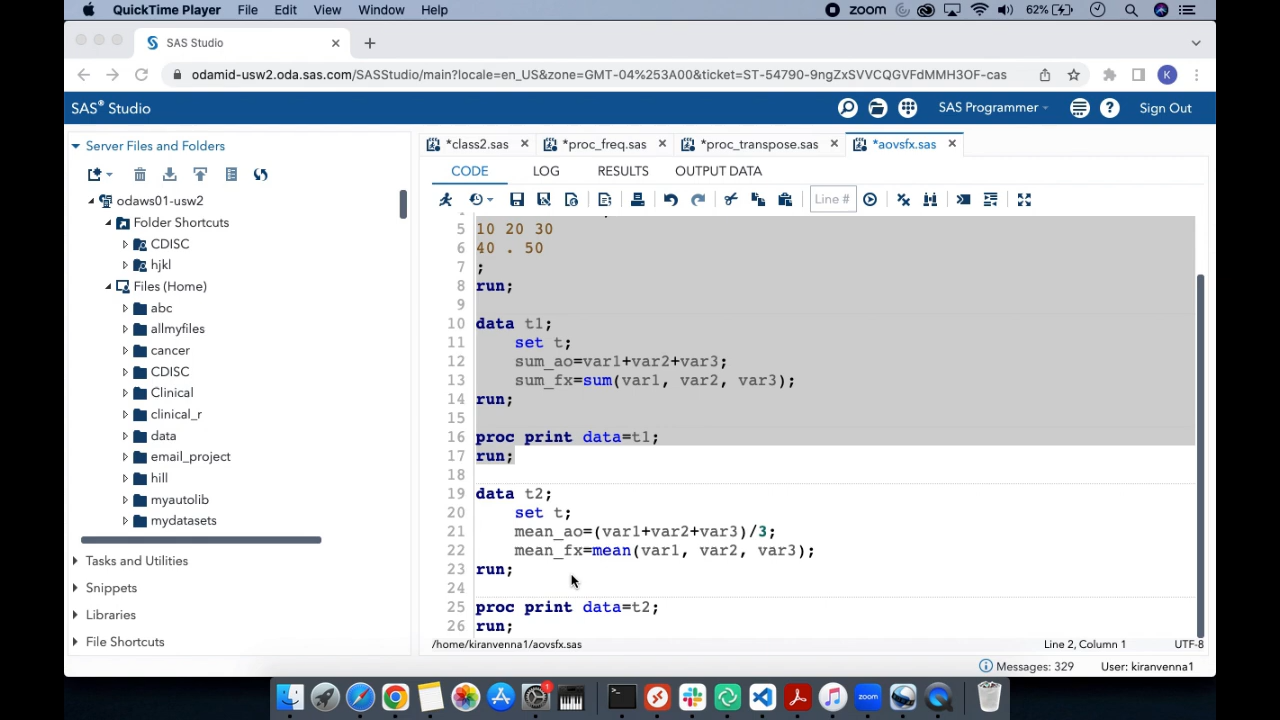 QuickTime Player File Edit View Window Help zoom 62%
SAS Studio
odamid-usw2.oda.sas.com/SASStudio/main?locale=en_US&zone=GMT-04%253A00&ticket=ST-54790-9ngZxSVVCQGVFdMMH3OF-cas K
SAS® Studio SAS Programmer Sign Out
Server Files and Folders
*class2.sas *proc_freq.sas *proc_transpose.sas *aovsfx.sas
CODE LOG RESULTS OUTPUT DATA
Line #
odaws01-usw2
Folder Shortcuts
CDISC
hjkl
Files (Home)
abc
allmyfiles
cancer
CDISC
Clinical
clinical_r
data
email_project
hill
myautolib
mydatasets
Tasks and Utilities
Snippets
Libraries
File Shortcuts
5 10 20 30
6 40 . 50
7 ;
8 run;
9
10 data t1;
11 set t;
12 sum_ao=var1+var2+var3;
13 sum_fx=sum(var1, var2, var3);
14 run;
15
16 proc print data=t1;
17 run;
18
19 data t2;
20 set t;
21 mean_ao=(var1+var2+var3)/3;
22 mean_fx=mean(var1, var2, var3);
23 run;
24
25 proc print data=t2;
26 run;
/home/kiranvenna1/aovsfx.sas Line 2, Column 1 UTF-8
Messages: 329 User: kiranvenna1
1 zoom